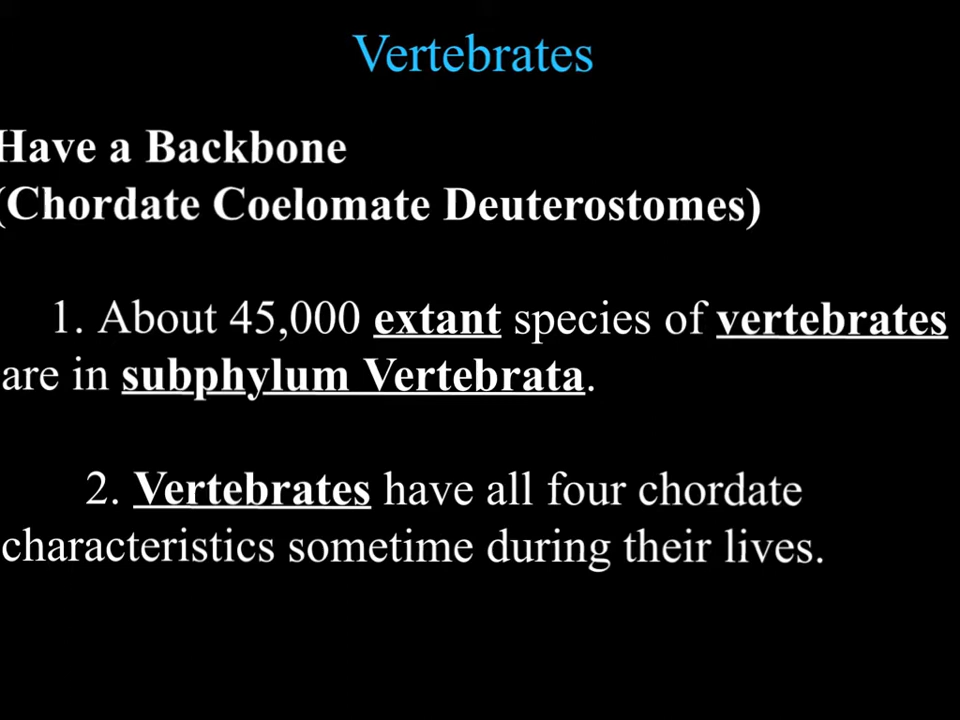 Vertebrates
Have a Backbone
(Chordate Coelomate Deuterostomes)
1. About 45,000 extant species of vertebrates
are in subphylum Vertebrata.
2. Vertebrates have all four chordate
characteristics sometime during their lives.